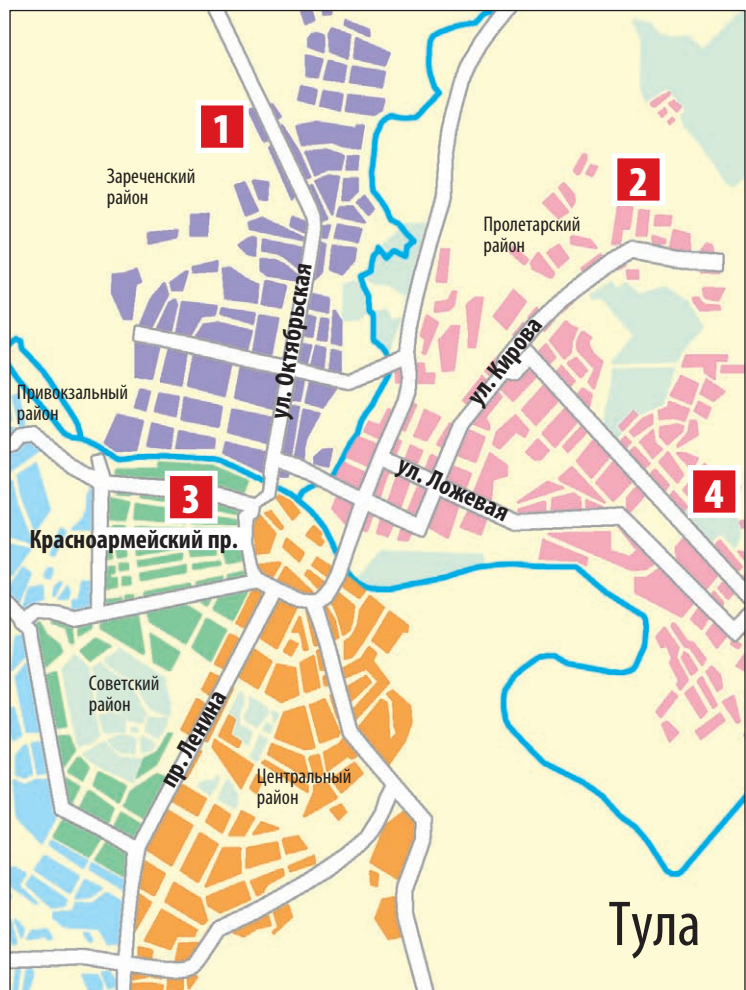 1
Зареченский
район
2
Пролетарский
район
ул. Октябрьская
ул. Кирова
Привокзальный
район
ул. Ложевая
3
4
Красноармейский пр.
Советский
район
пр. Ленина
Центральный
район
Тула